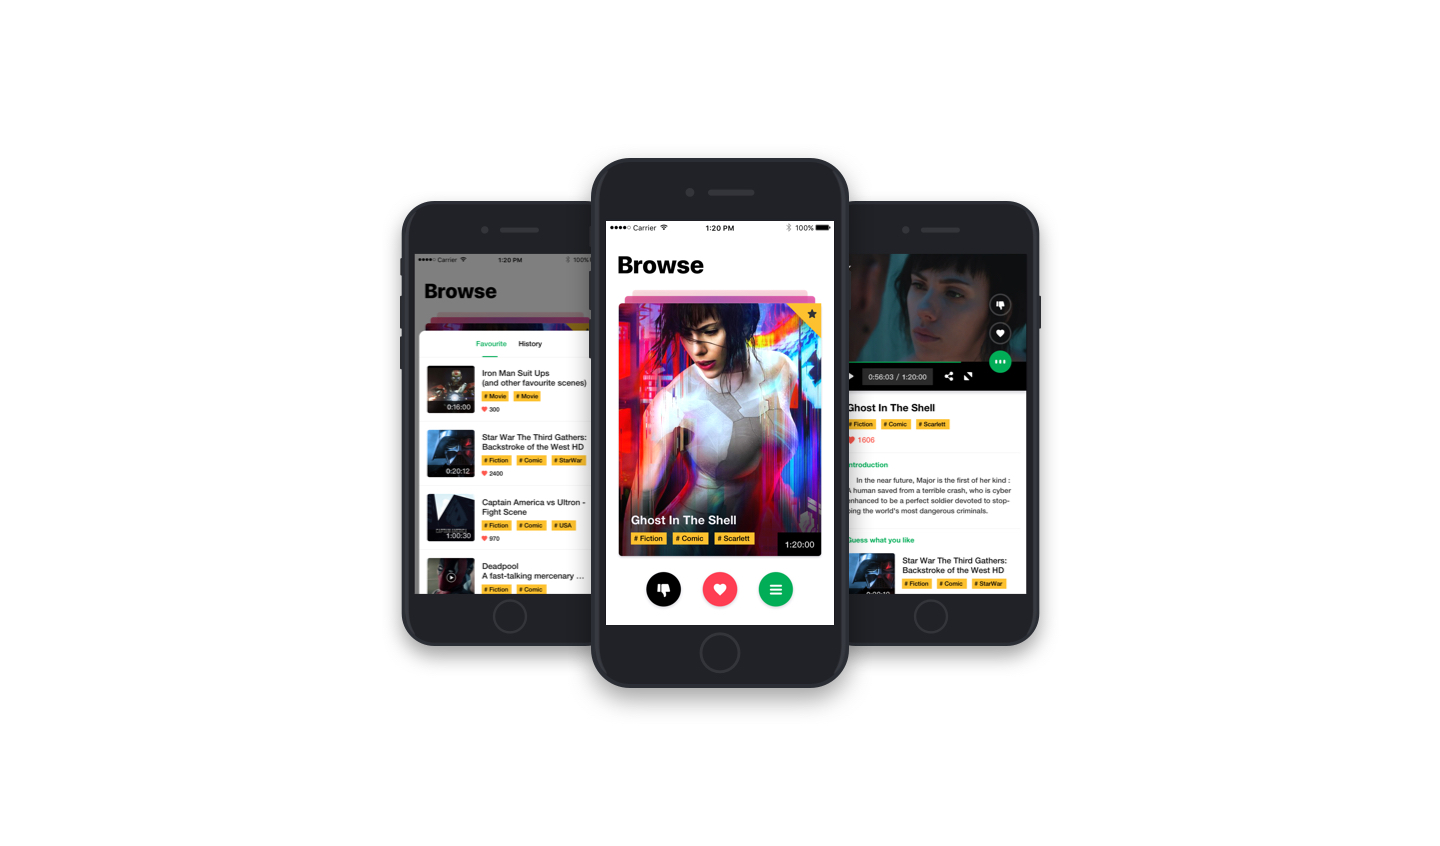 Carrier
1:20 PM
100%
Browse
Favourite
History
Iron Man Suit Ups
(and other favourite scenes)
# Movie
# Movie
300
0:16:00
Star War The Third Gathers:
Backstroke of the West HD
# Fiction
# Comic
# StarWar
2400
0:20:12
Captain America vs Ultron -
Fight Scene
# Fiction
# Comic
# USA
970
1:00:30
Deadpool
A fast-talking mercenary ...
# Fiction
# Comic
Carrier
1:20 PM
100%
Browse
Ghost In The Shell
# Fiction
# Comic
# Scarlett
1:20:00
0:56:03 / 1:20:00
Ghost In The Shell
# Fiction
# Comic
# Scarlett
1606
Introduction
In the near future, Major is the first of her kind :
A human saved from a terrible crash, who is cyber
enhanced to be a perfect soldier devoted to stop-
ping the world's most dangerous criminals.
Guess what you like
Star War The Third Gathers:
Backstroke of the West HD
# Fiction
# Comic
# StarWar